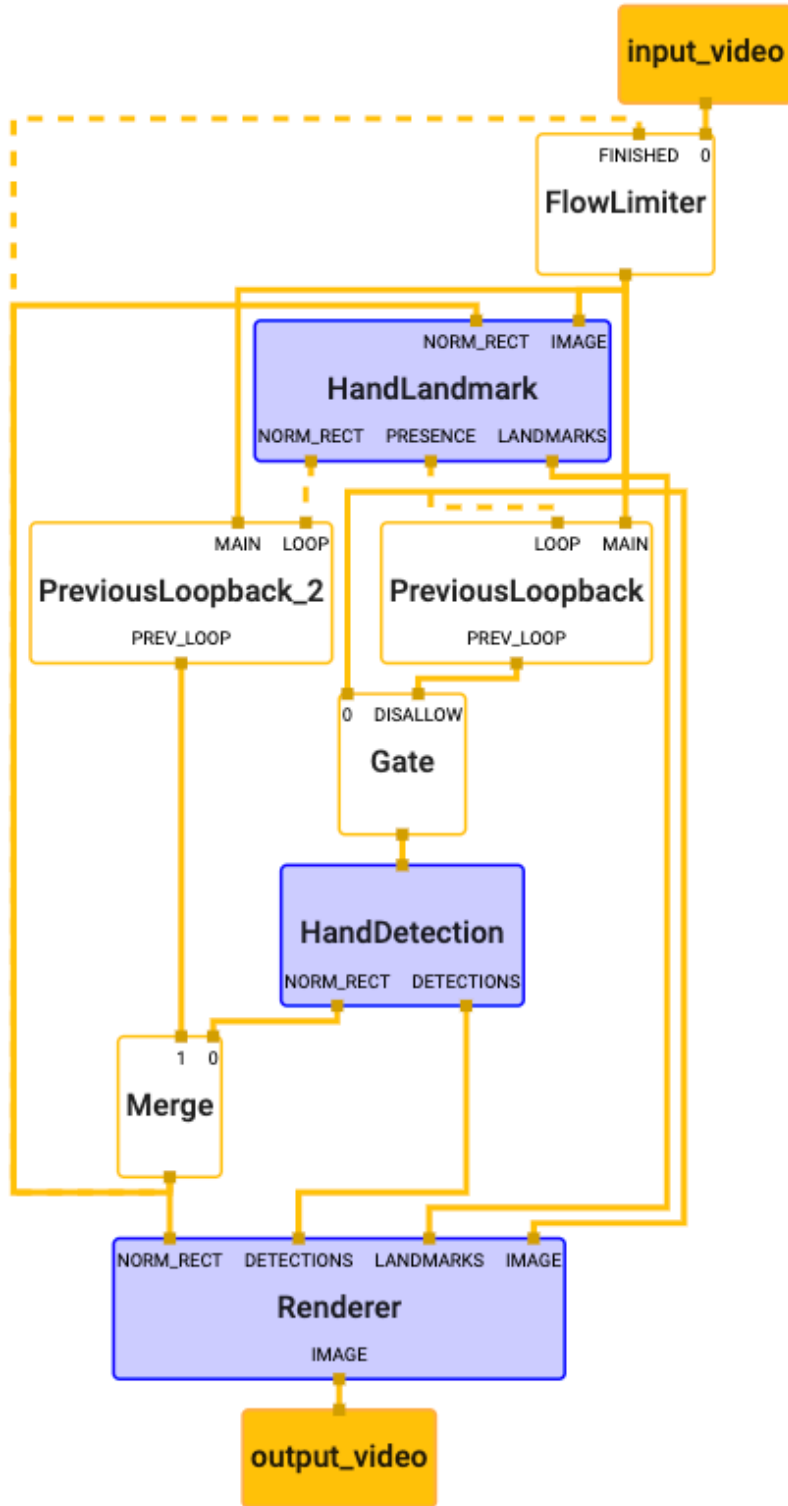 input_video
FINISHED 0
FlowLimiter
NORM_RECT IMAGE
HandLandmark
NORM_RECT PRESENCE LANDMARKS
MAIN LOOP
PreviousLoopback_2
PREV_LOOP
LOOP MAIN
PreviousLoopback
PREV_LOOP
0 DISALLOW
Gate
HandDetection
NORM_RECT DETECTIONS
1 0
Merge
NORM_RECT DETECTIONS LANDMARKS IMAGE
Renderer
IMAGE
output_video